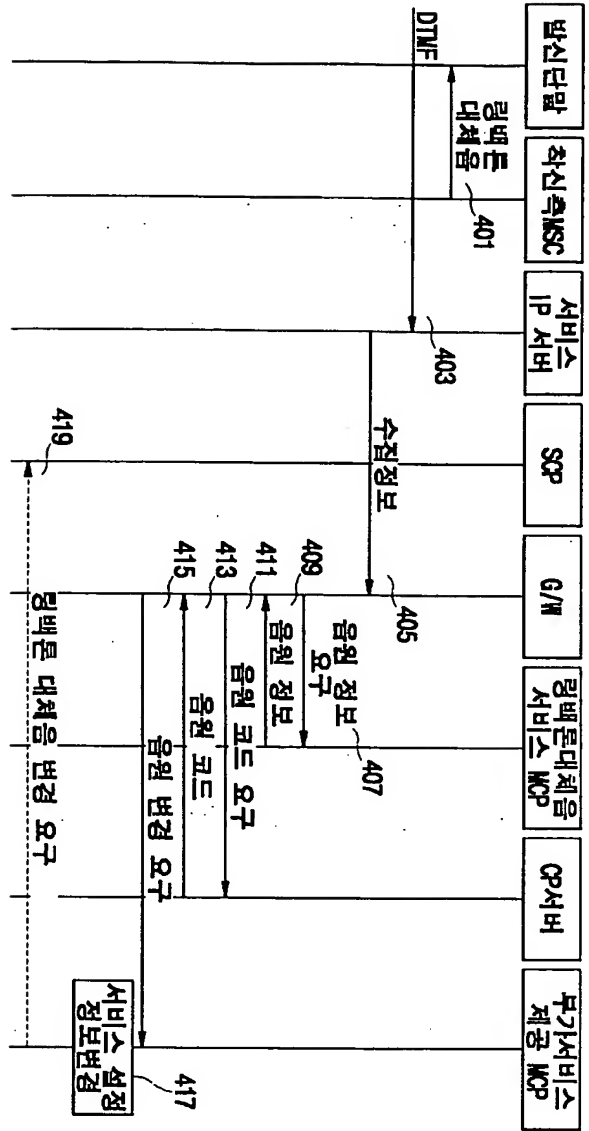 발신단말
착신측MSC
서비스
IP 서버
SCP
G/W
링백톤대체음
서비스 MCP
CP서버
부가서비스
제공 MCP
링백톤
대체음
401
DTMF
403
수집정보
405
음원 정보
요구
407
409
음원 정보
411
음원 코드 요구
413
음원 코드
415
음원 변경 요구
서비스 설정
정보변경
417
419
링백톤 대체음 변경 요구